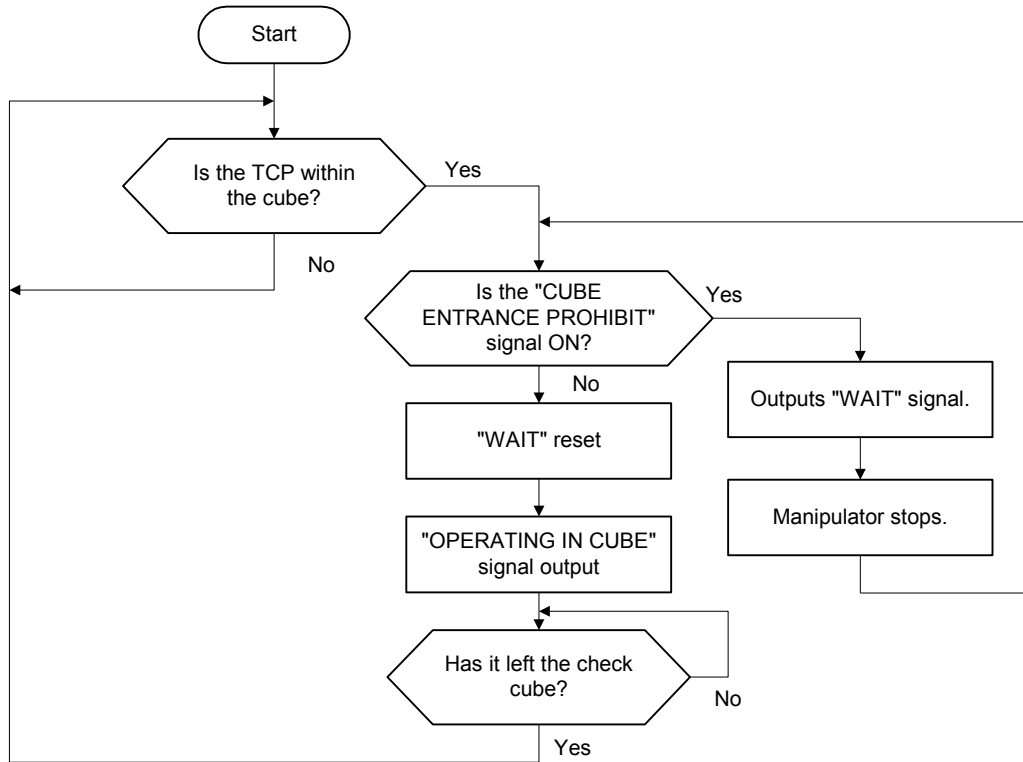 Start
Is the TCP within
the cube?
Yes
No
Is the "CUBE
ENTRANCE PROHIBIT"
signal ON?
Yes
No
Outputs "WAIT" signal.
"WAIT" reset
Manipulator stops.
"OPERATING IN CUBE"
signal output
Has it left the check
cube?
No
Yes